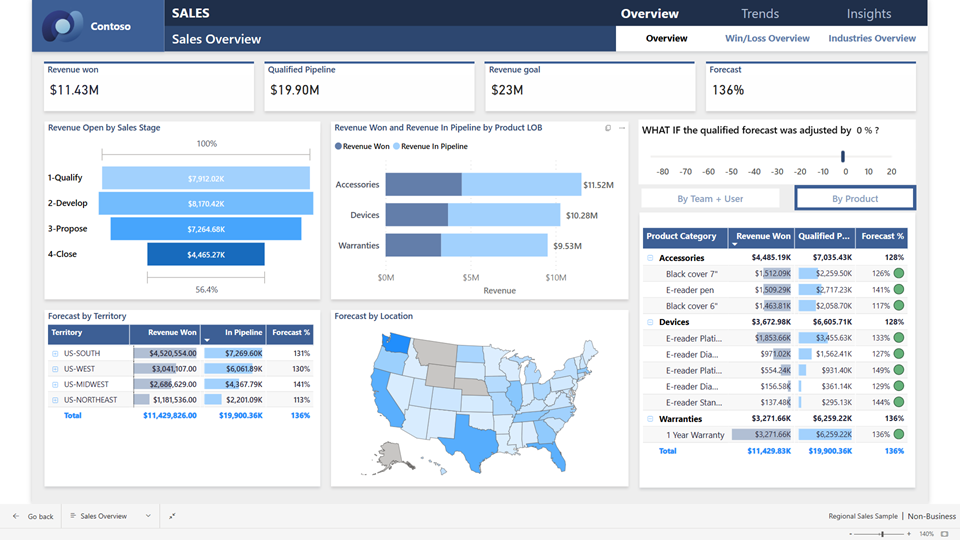 Contoso
SALES
Overview Trends Insights
Sales Overview
Overview Win/Loss Overview Industries Overview
Revenue won
$11.43M
Qualified Pipeline
$19.90M
Revenue goal
$23M
Forecast
136%
Revenue Open by Sales Stage
100%
1-Qualify $7,912.02K
2-Develop $8,170.42K
3-Propose $7,264.68K
4-Close $4,465.27K
56.4%
Revenue Won and Revenue In Pipeline by Product LOB
Revenue Won Revenue In Pipeline
Accessories $11.52M
Devices $10.28M
Warranties $9.53M
$0M $5M $10M
Revenue
WHAT IF the qualified forecast was adjusted by 0 % ?
-80 -70 -60 -50 -40 -30 -20 -10 0 10 20
By Team + User By Product
Product Category Revenue Won Qualified P... Forecast %
Accessories $4,485.19K $7,035.43K 128%
Black cover 7" $1,512.09K $2,259.50K 126%
E-reader pen $1,509.29K $2,717.23K 141%
Black cover 6" $1,463.81K $2,058.70K 117%
Devices $3,672.98K $6,605.71K 128%
E-reader Plati... $1,853.66K $3,455.63K 133%
E-reader Dia... $971.02K $1,562.41K 127%
E-reader Plati... $554.24K $931.40K 149%
E-reader Dia... $156.58K $361.14K 129%
E-reader Stan... $137.48K $295.13K 144%
Warranties $3,271.66K $6,259.22K 136%
1 Year Warranty $3,271.66K $6,259.22K 136%
Total $11,429.83K $19,900.36K 136%
Forecast by Territory
Territory Revenue Won In Pipeline Forecast %
US-SOUTH $4,520,554.00 $7,269.60K 131%
US-WEST $3,041,107.00 $6,061.89K 130%
US-MIDWEST $2,686,629.00 $4,367.79K 141%
US-NORTHEAST $1,181,536.00 $2,201.09K 113%
Total $11,429,826.00 $19,900.36K 136%
Forecast by Location
Go back Sales Overview
Regional Sales Sample | Non-Business
- + 140%